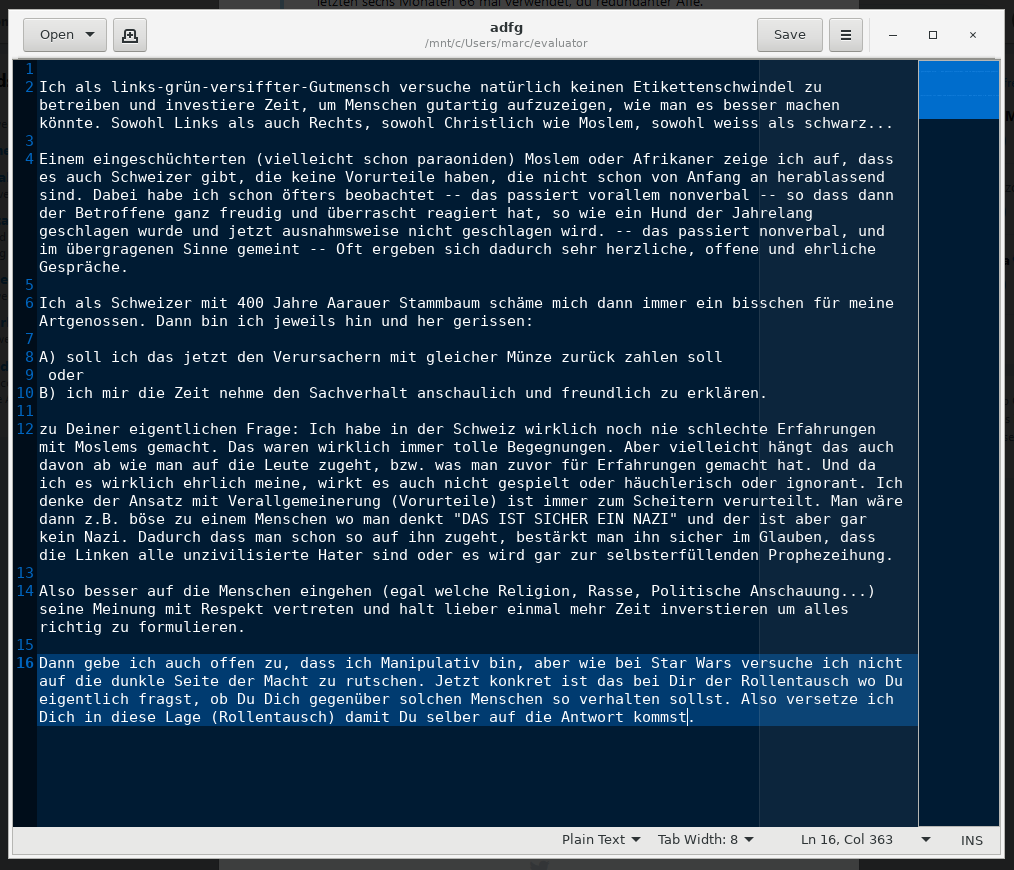 letzten sechs Monaten 66 mal verwendet, du redundanter Affe.
Open
adfg
/mnt/c/Users/marc/evaluator
Save
1
2 Ich als links-grün-versiffter-Gutmensch versuche natürlich keinen Etikettenschwindel zu
betreiben und investiere Zeit, um Menschen gutartig aufzuzeigen, wie man es besser machen
könnte. Sowohl Links als auch Rechts, sowohl Christlich wie Moslem, sowohl weiss als schwarz...
3
4 Einem eingeschüchterten (vielleicht schon paraoniden) Moslem oder Afrikaner zeige ich auf, dass
es auch Schweizer gibt, die keine Vorurteile haben, die nicht schon von Anfang an herablassend
sind. Dabei habe ich schon öfters beobachtet -- das passiert vorallem nonverbal -- so dass dann
der Betroffene ganz freudig und überrascht reagiert hat, so wie ein Hund der Jahrelang
geschlagen wurde und jetzt ausnahmsweise nicht geschlagen wird. -- das passiert nonverbal, und
im übergragenen Sinne gemeint -- Oft ergeben sich dadurch sehr herzliche, offene und ehrliche
Gespräche.
5
6 Ich als Schweizer mit 400 Jahre Aarauer Stammbaum schäme mich dann immer ein bisschen für meine
Artgenossen. Dann bin ich jeweils hin und her gerissen:
7
8 A) soll ich das jetzt den Verursachern mit gleicher Münze zurück zahlen soll
9 oder
10 B) ich mir die Zeit nehme den Sachverhalt anschaulich und freundlich zu erklären.
11
12 zu Deiner eigentlichen Frage: Ich habe in der Schweiz wirklich noch nie schlechte Erfahrungen
mit Moslems gemacht. Das waren wirklich immer tolle Begegnungen. Aber vielleicht hängt das auch
davon ab wie man auf die Leute zugeht, bzw. was man zuvor für Erfahrungen gemacht hat. Und da
ich es wirklich ehrlich meine, wirkt es auch nicht gespielt oder häuchlerisch oder ignorant. Ich
denke der Ansatz mit Verallgemeinerung (Vorurteile) ist immer zum Scheitern verurteilt. Man wäre
dann z.B. böse zu einem Menschen wo man denkt "DAS IST SICHER EIN NAZI" und der ist aber gar
kein Nazi. Dadurch dass man schon so auf ihn zugeht, bestärkt man ihn sicher im Glauben, dass
die Linken alle unzivilisierte Hater sind oder es wird gar zur selbsterfüllenden Prophezeihung.
13
14 Also besser auf die Menschen eingehen (egal welche Religion, Rasse, Politische Anschauung...)
seine Meinung mit Respekt vertreten und halt lieber einmal mehr Zeit inverstieren um alles
richtig zu formulieren.
15
16 Dann gebe ich auch offen zu, dass ich Manipulativ bin, aber wie bei Star Wars versuche ich nicht
auf die dunkle Seite der Macht zu rutschen. Jetzt konkret ist das bei Dir der Rollentausch wo Du
eigentlich fragst, ob Du Dich gegenüber solchen Menschen so verhalten sollst. Also versetze ich
Dich in diese Lage (Rollentausch) damit Du selber auf die Antwort kommst.
Plain Text
Tab Width: 8
Ln 16, Col 363
INS